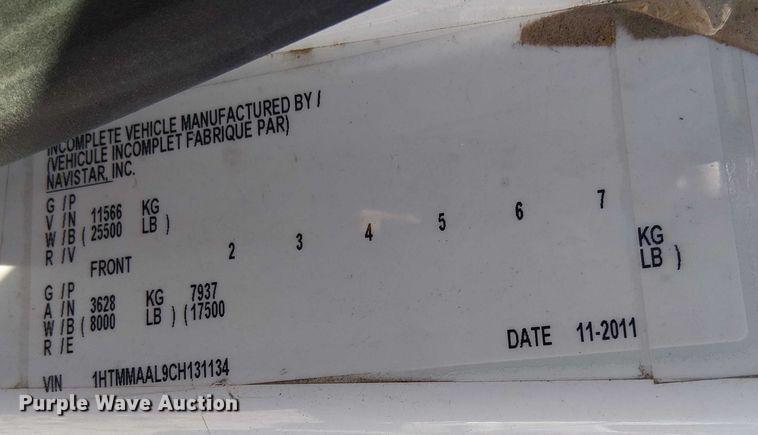 INCOMPLETE VEHICLE MANUFACTURED BY /
(VEHICULE INCOMPLET FABRIQUE PAR)
NAVISTAR, INC.
G /P
V /N 11566 KG
W /B ( 25500 LB )
R /V
FRONT 2 3 4 5 6 7
G /P
A /N 3628 KG 7937 KG
W /B ( 8000 LB ) ( 17500 LB )
R /E
DATE 11-2011
VIN 1HTMMAAL9CH131134
Purple Wave Auction